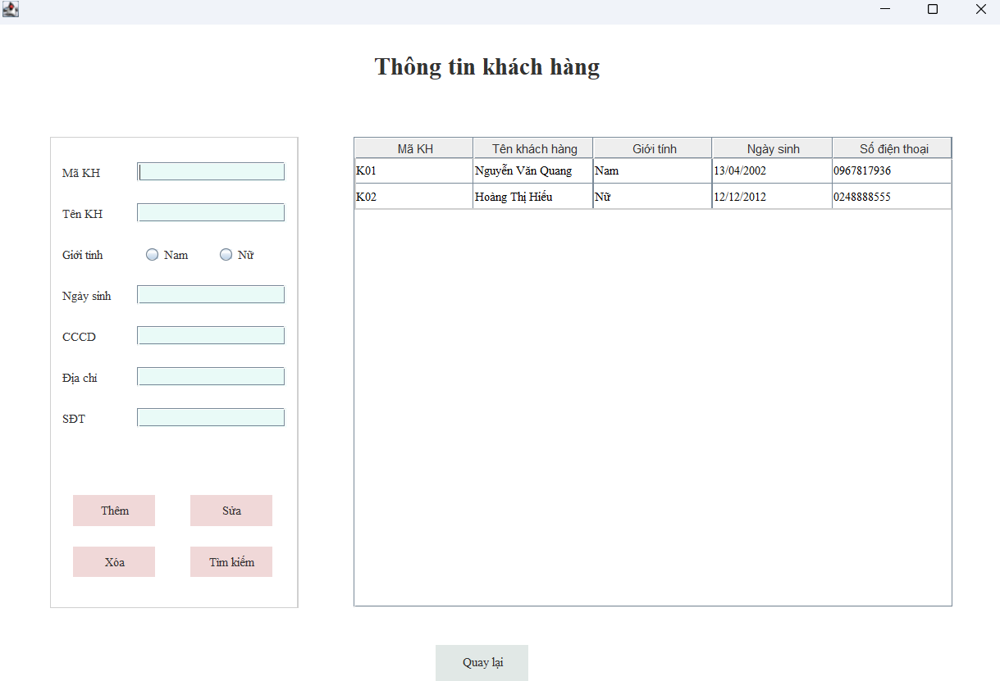 Thông tin khách hàng
Mã KH
Tên KH
Giới tinh
Nam
Nữ
Ngày sinh
CCCD
Địa chỉ
SĐT
Thêm
Sửa
Xóa
Tìm kiếm
Mã KH Tên khách hàng Giới tính Ngày sinh Số điện thoại
K01 Nguyễn Văn Quang Nam 13/04/2002 0967817936
K02 Hoàng Thị Hiếu Nữ 12/12/2012 0248888555
Quay lại